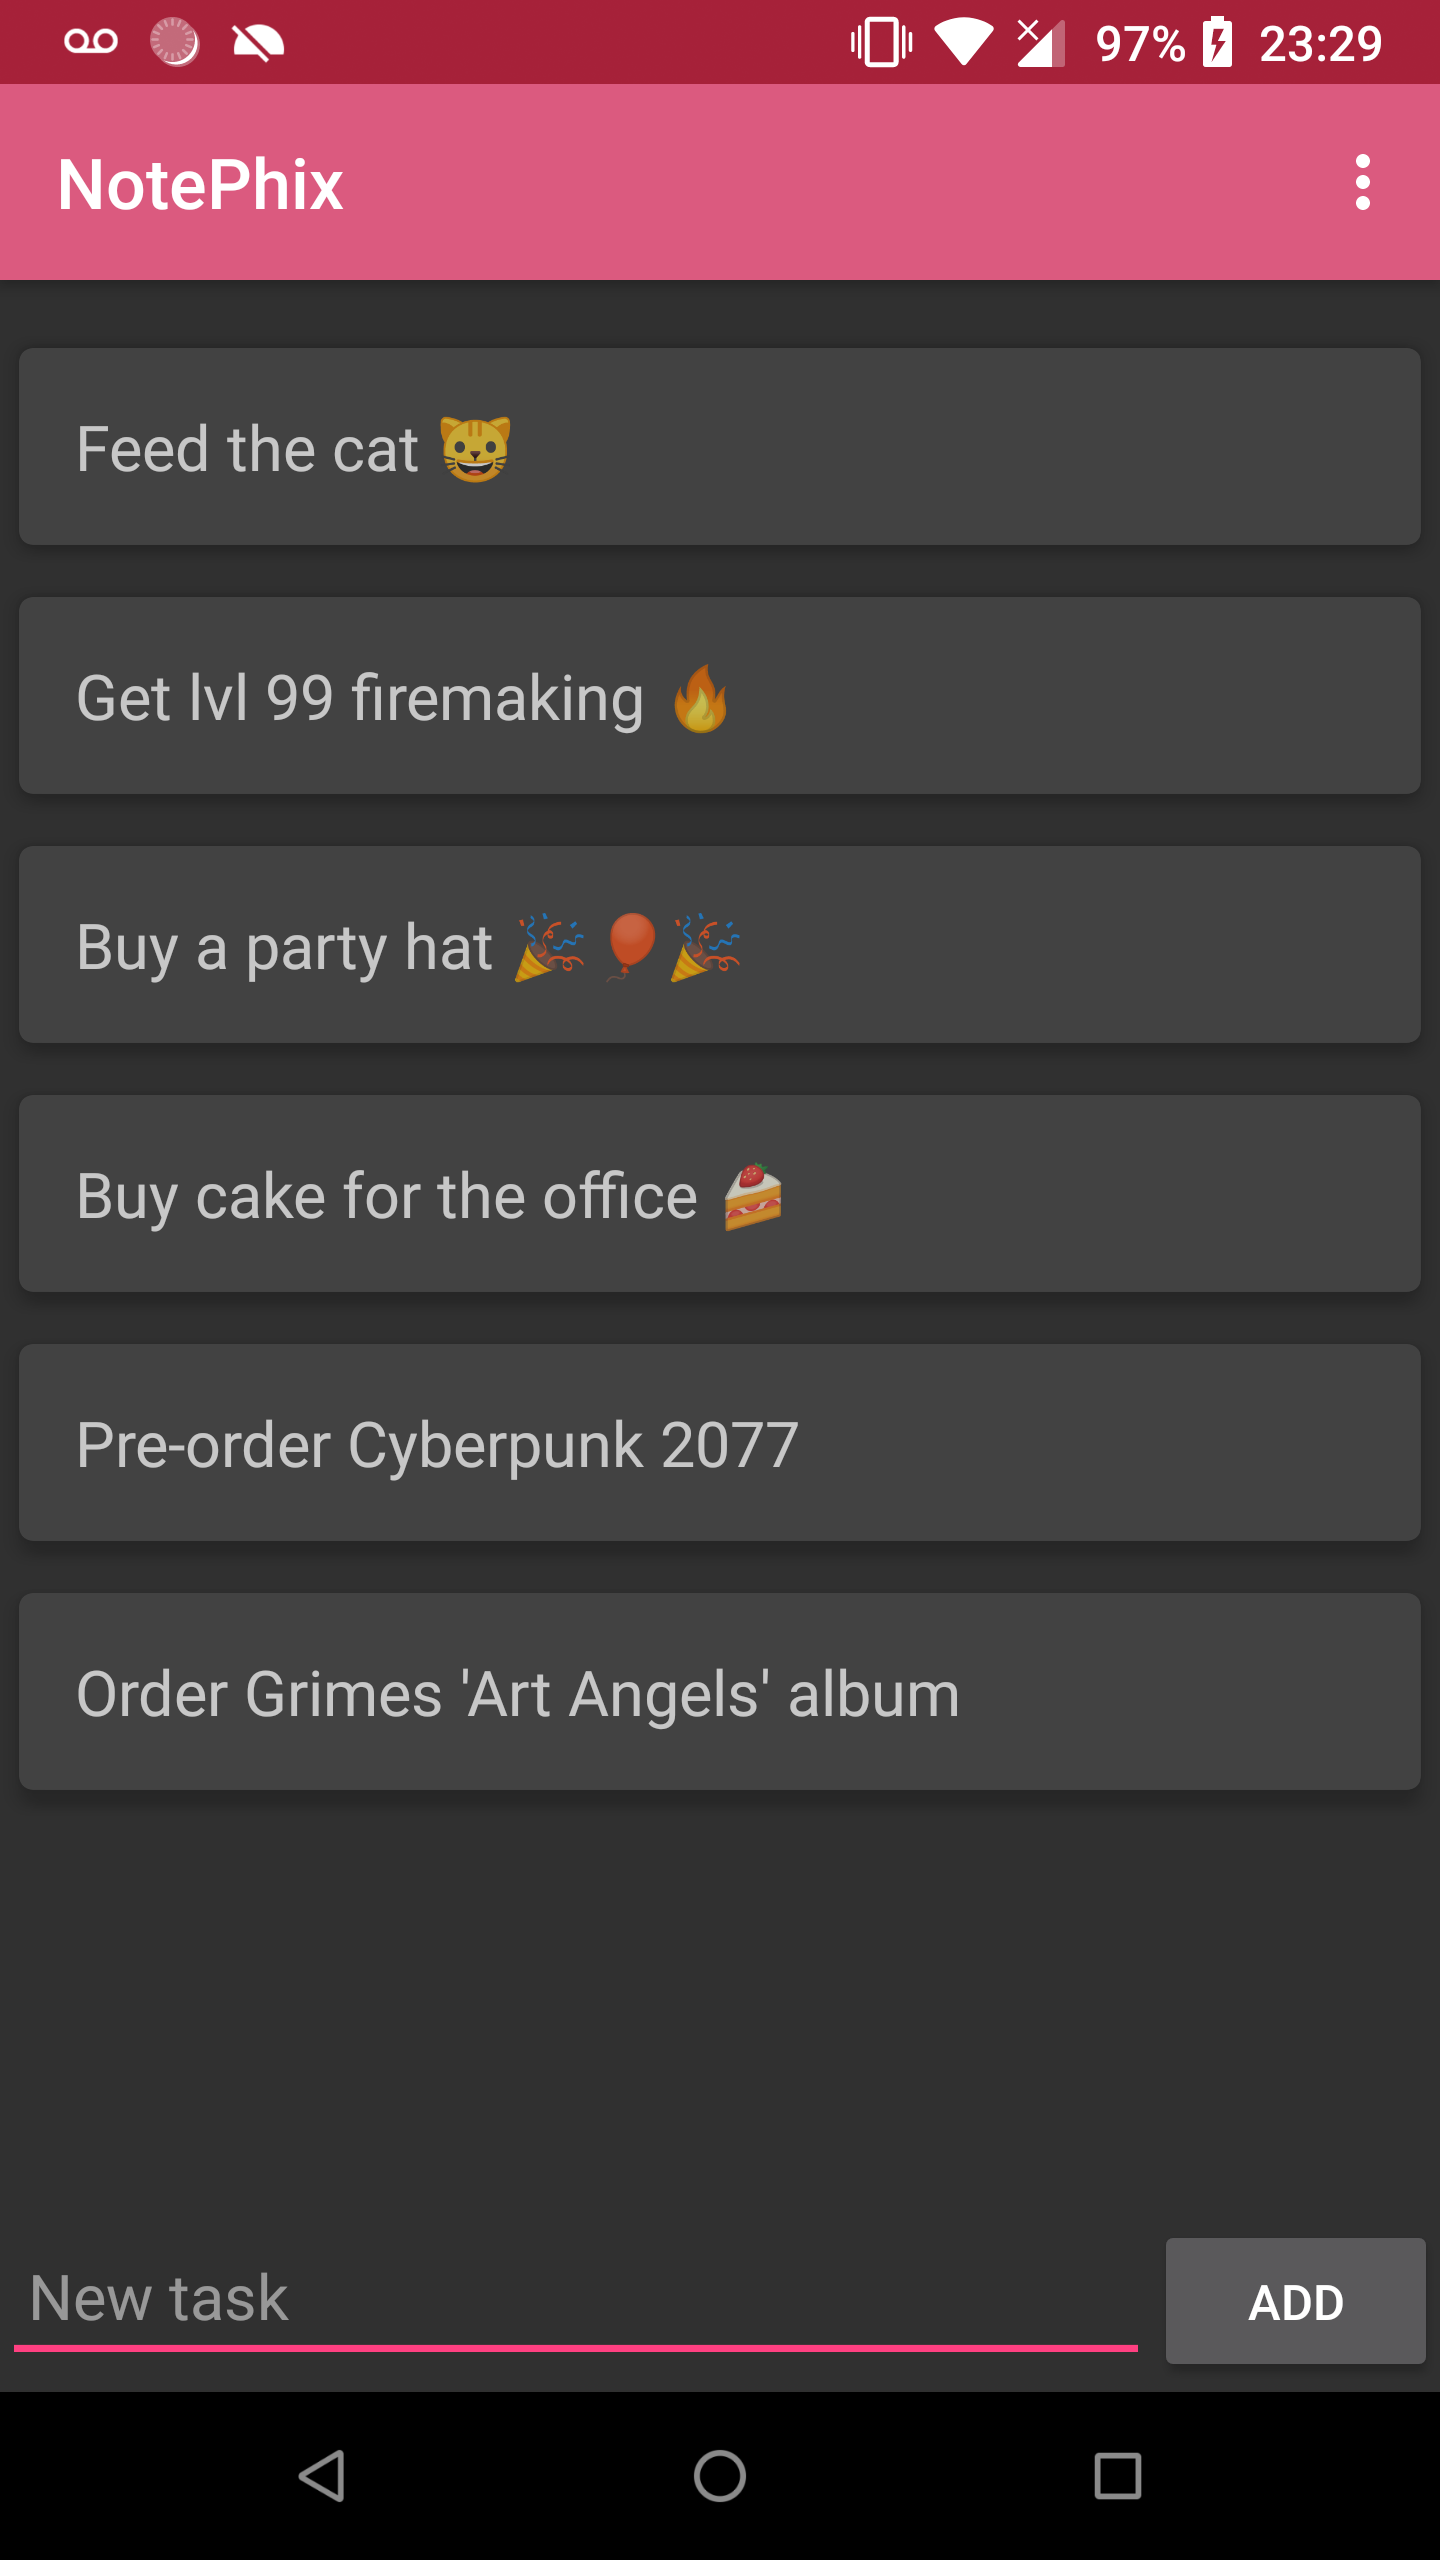 97% 23:29
NotePhix
Feed the cat 😺
Get lvl 99 firemaking 🔥
Buy a party hat 🎉🎈🎉
Buy cake for the office 🍰
Pre-order Cyberpunk 2077
Order Grimes 'Art Angels' album
New task
ADD